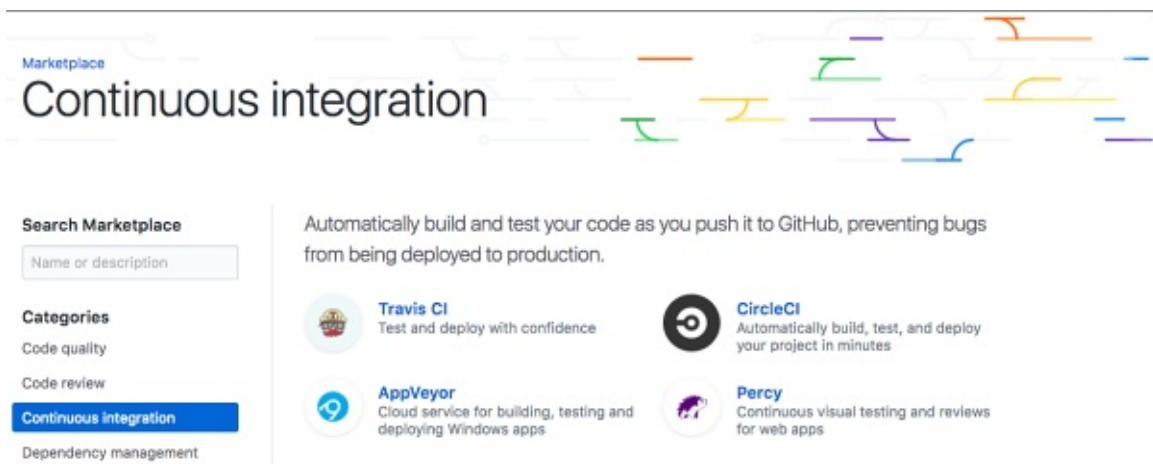 Marketplace
Continuous integration
Search Marketplace
Name or description
Categories
Code quality
Code review
Continuous integration
Dependency management
Automatically build and test your code as you push it to GitHub, preventing bugs
from being deployed to production.
Travis CI
Test and deploy with confidence
CircleCI
Automatically build, test, and deploy
your project in minutes
AppVeyor
Cloud service for building, testing and
deploying Windows apps
Percy
Continuous visual testing and reviews
for web apps